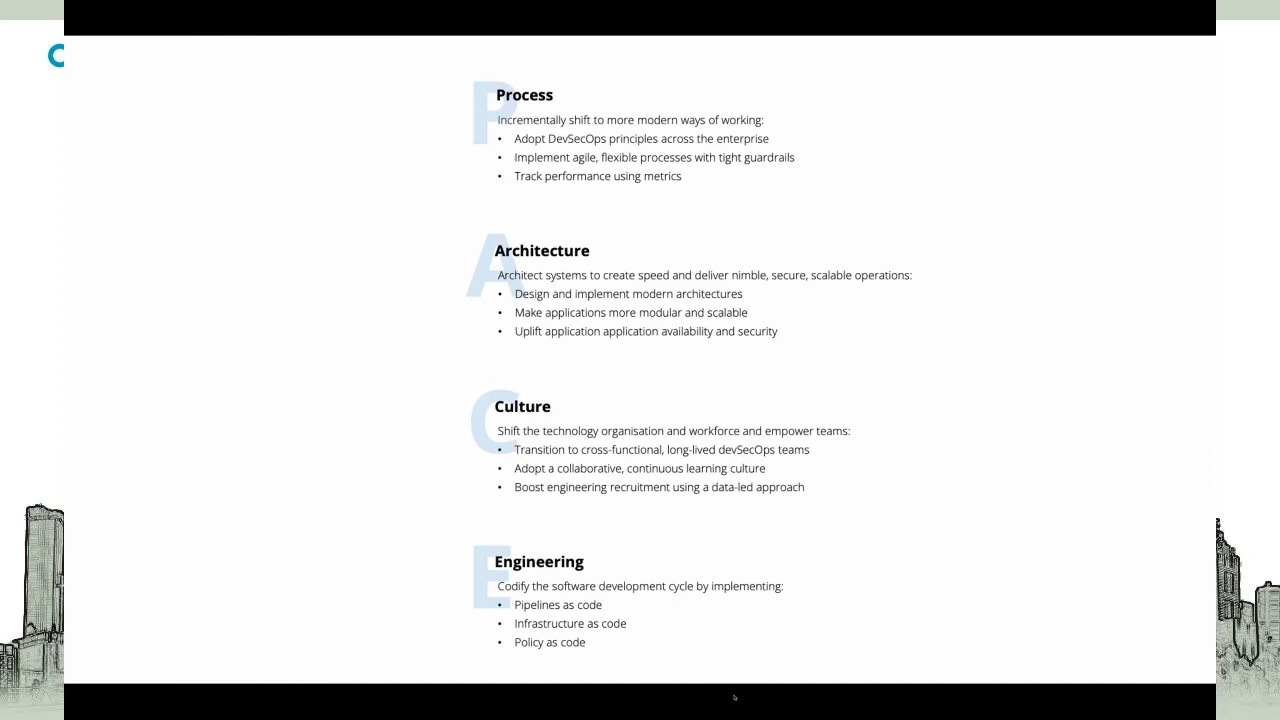 P
Process
Incrementally shift to more modern ways of working:
• Adopt DevSecOps principles across the enterprise
• Implement agile, flexible processes with tight guardrails
• Track performance using metrics
A
Architecture
Architect systems to create speed and deliver nimble, secure, scalable operations:
• Design and implement modern architectures
• Make applications more modular and scalable
• Uplift application application availability and security
C
Culture
Shift the technology organisation and workforce and empower teams:
• Transition to cross-functional, long-lived devSecOps teams
• Adopt a collaborative, continuous learning culture
• Boost engineering recruitment using a data-led approach
E
Engineering
Codify the software development cycle by implementing:
• Pipelines as code
• Infrastructure as code
• Policy as code